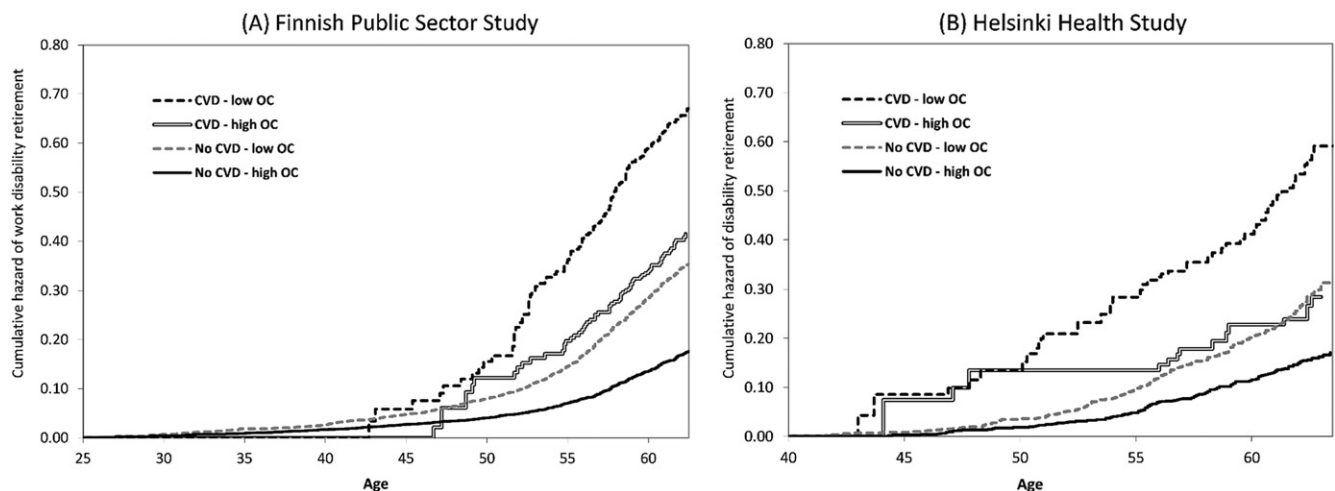 (A) Finnish Public Sector Study
0.80
0.70
0.60
0.50
0.40
0.30
0.20
0.10
0.00
Cumulative hazard of work disability retirement
CVD - low OC
CVD - high OC
No CVD - low OC
No CVD - high OC
25 30 35 40 45 50 55 60
Age
(B) Helsinki Health Study
0.80
0.70
0.60
0.50
0.40
0.30
0.20
0.10
0.00
Cumulative hazard of disability retirement
CVD - low OC
CVD - high OC
No CVD - low OC
No CVD - high OC
40 45 50 55 60
Age